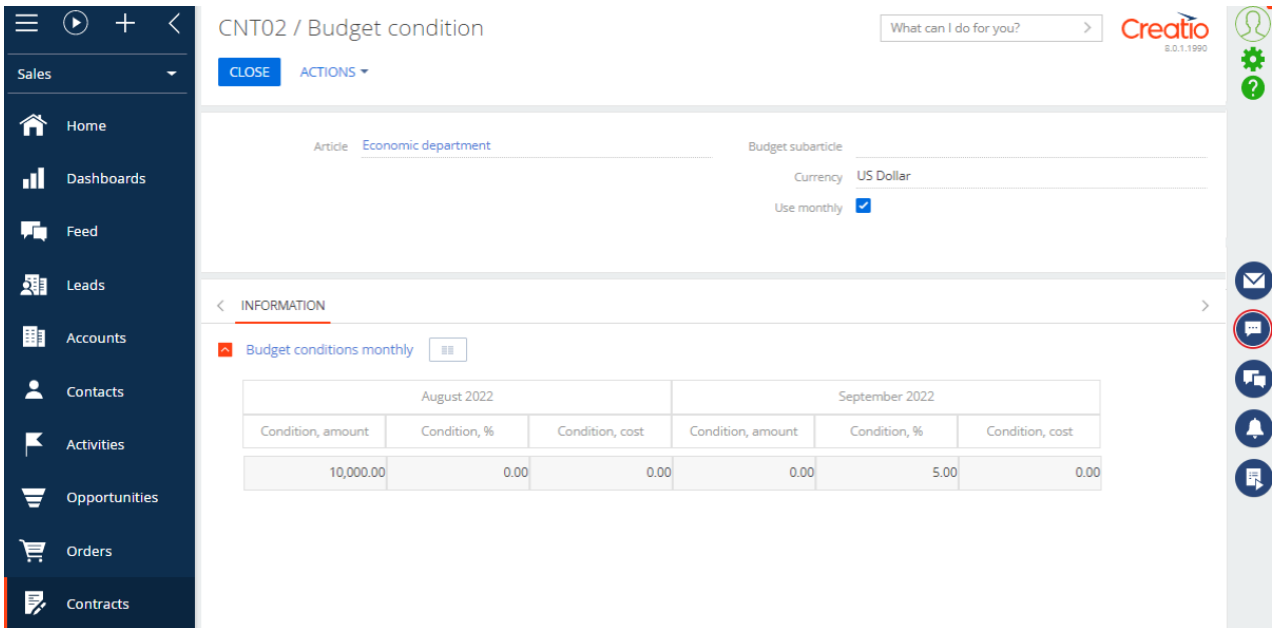 CNT02 / Budget condition
What can I do for you?
Creatio
8.0.1.1990
CLOSE
ACTIONS
Sales
Home
Dashboards
Feed
Leads
Accounts
Contacts
Activities
Opportunities
Orders
Contracts
Article Economic department
Budget subarticle
Currency US Dollar
Use monthly
INFORMATION
Budget conditions monthly
August 2022 September 2022
Condition, amount Condition, % Condition, cost Condition, amount Condition, % Condition, cost
10,000.00 0.00 0.00 0.00 5.00 0.00